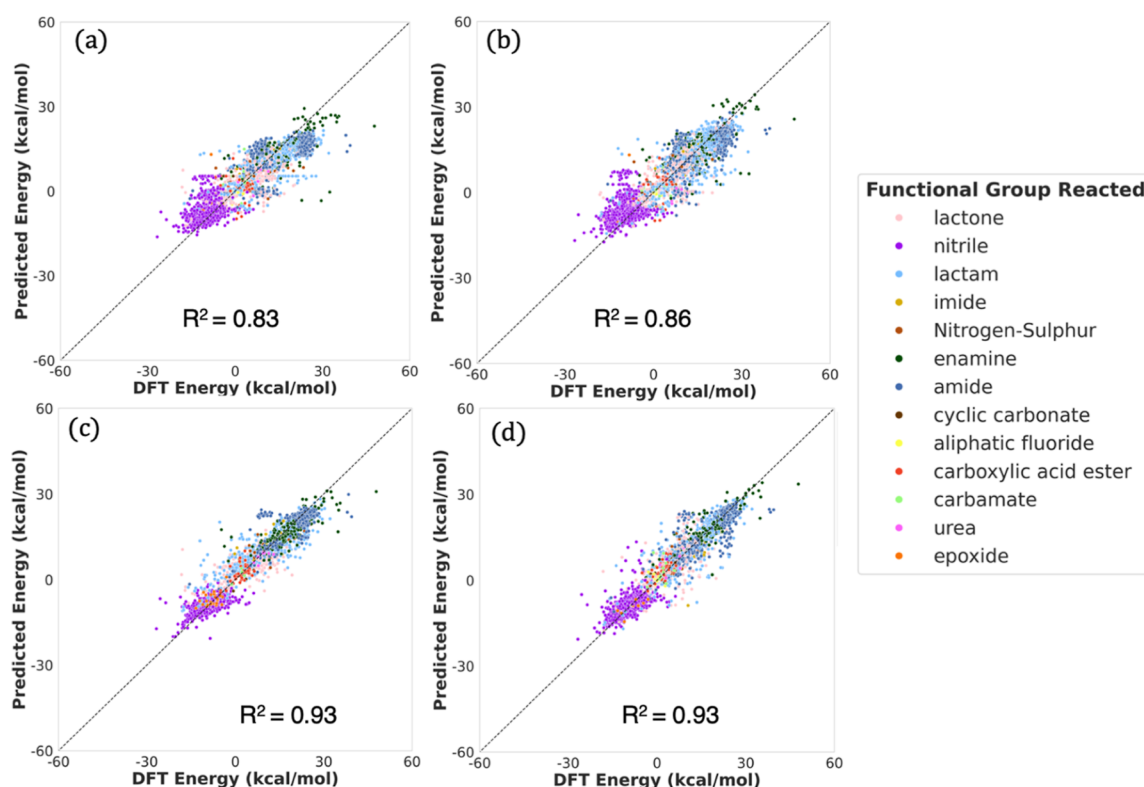 (a)
60
30
0
-30
-60
Predicted Energy (kcal/mol)
R² = 0.83
-60 -30 0 30 60
DFT Energy (kcal/mol)
(b)
60
30
0
-30
-60
Predicted Energy (kcal/mol)
R² = 0.86
-60 -30 0 30 60
DFT Energy (kcal/mol)
(c)
60
30
0
-30
-60
Predicted Energy (kcal/mol)
R² = 0.93
-60 -30 0 30 60
DFT Energy (kcal/mol)
(d)
60
30
0
-30
-60
Predicted Energy (kcal/mol)
R² = 0.93
-60 -30 0 30 60
DFT Energy (kcal/mol)
Functional Group Reacted
lactone
nitrile
lactam
imide
Nitrogen-Sulphur
enamine
amide
cyclic carbonate
aliphatic fluoride
carboxylic acid ester
carbamate
urea
epoxide